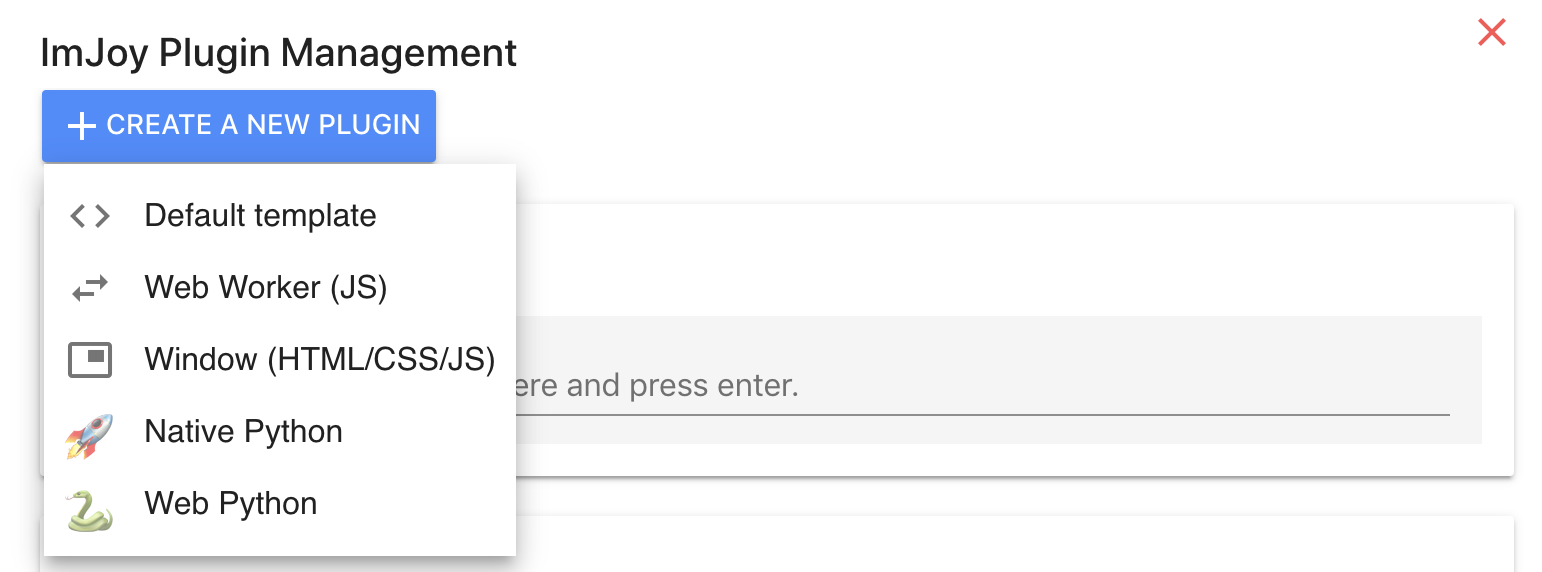 ImJoy Plugin Management
CREATE A NEW PLUGIN
Default template
Web Worker (JS)
Window (HTML/CSS/JS)
Native Python
Web Python
and press enter.